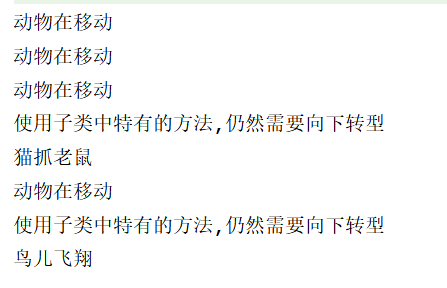 动物在移动
动物在移动
动物在移动
使用子类中特有的方法,仍然需要向下转型
猫抓老鼠
动物在移动
使用子类中特有的方法,仍然需要向下转型
鸟儿飞翔